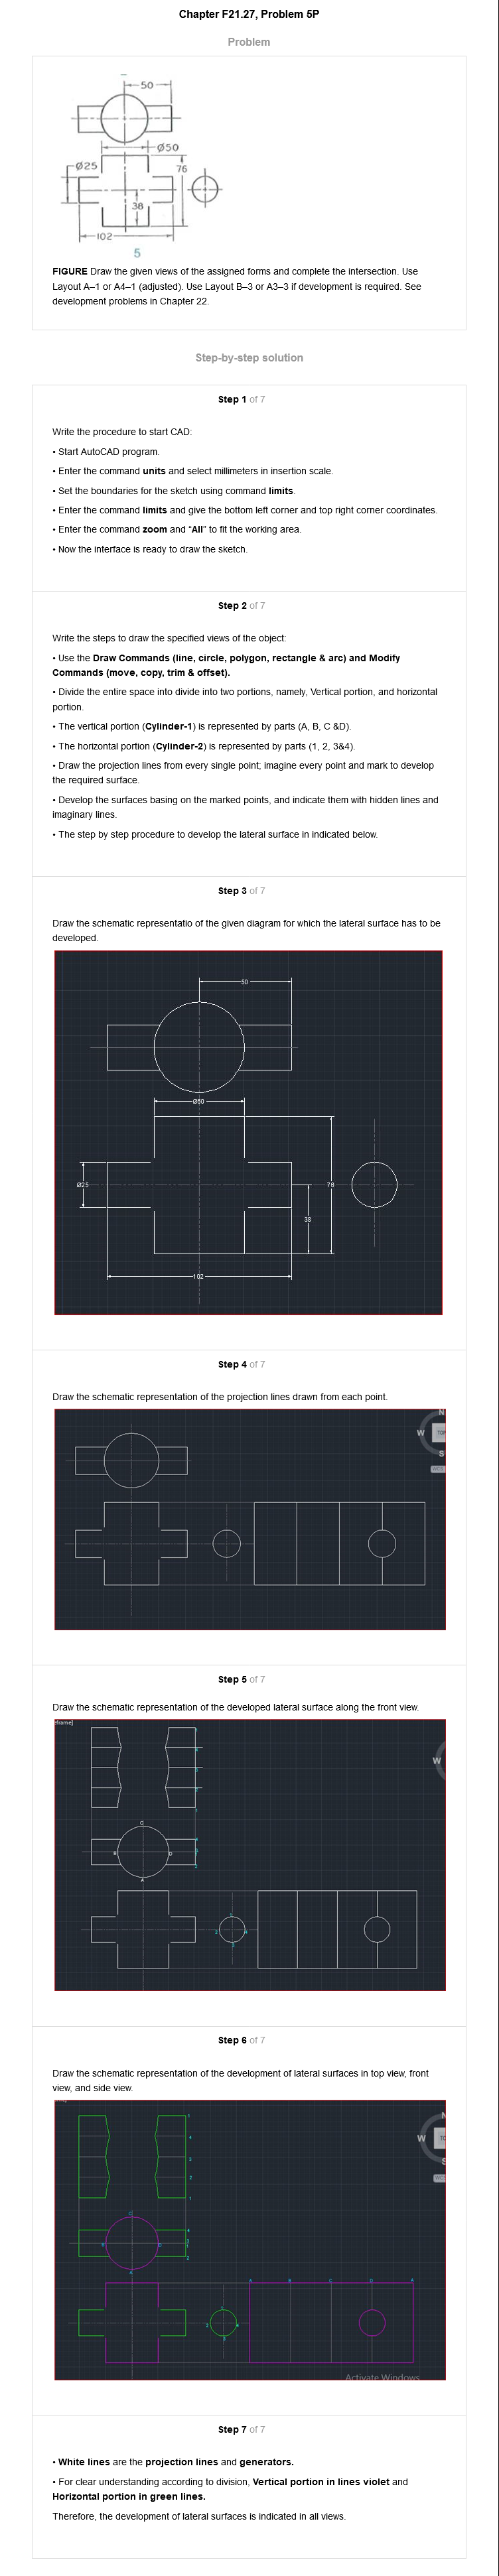 Chapter F21.27, Problem 5P
Problem
50
Ø50
Ø25
76
38
102
5
FIGURE Draw the given views of the assigned forms and complete the intersection. Use
Layout A–1 or A4–1 (adjusted). Use Layout B–3 or A3–3 if development is required. See
development problems in Chapter 22.
Step-by-step solution
Step 1 of 7
Write the procedure to start CAD:
• Start AutoCAD program.
• Enter the command units and select millimeters in insertion scale.
• Set the boundaries for the sketch using command limits.
• Enter the command limits and give the bottom left corner and top right corner coordinates.
• Enter the command zoom and “All” to fit the working area.
• Now the interface is ready to draw the sketch.
Step 2 of 7
Write the steps to draw the specified views of the object:
• Use the Draw Commands (line, circle, polygon, rectangle & arc) and Modify
Commands (move, copy, trim & offset).
• Divide the entire space into divide into two portions, namely, Vertical portion, and horizontal
portion.
• The vertical portion (Cylinder-1) is represented by parts (A, B, C &D).
• The horizontal portion (Cylinder-2) is represented by parts (1, 2, 3&4).
• Draw the projection lines from every single point; imagine every point and mark to develop
the required surface.
• Develop the surfaces basing on the marked points, and indicate them with hidden lines and
imaginary lines.
• The step by step procedure to develop the lateral surface in indicated below.
Step 3 of 7
Draw the schematic representatio of the given diagram for which the lateral surface has to be
developed.
50
Ø50
Ø25
76
38
102
Step 4 of 7
Draw the schematic representation of the projection lines drawn from each point.
N
W
TOP
S
Step 5 of 7
Draw the schematic representation of the developed lateral surface along the front view.
W
C
B
D
A
Step 6 of 7
Draw the schematic representation of the development of lateral surfaces in top view, front
view, and side view.
N
W
TO
S
1
4
3
2
1
C
4
B
D
2
A
A B C D A
Activate Windows
Step 7 of 7
• White lines are the projection lines and generators.
• For clear understanding according to division, Vertical portion in lines violet and
Horizontal portion in green lines.
Therefore, the development of lateral surfaces is indicated in all views.